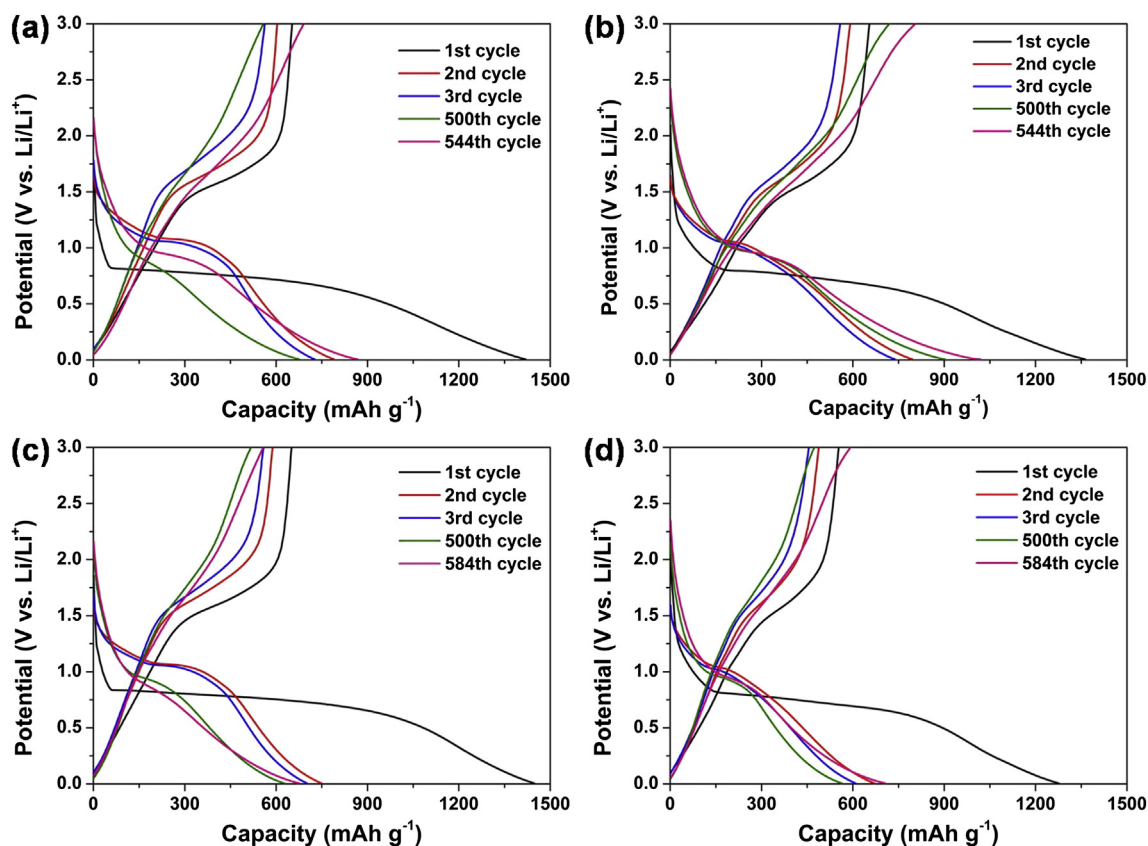 (a)
3.0
2.5
2.0
1.5
1.0
0.5
0.0
Potential (V vs. Li/Li⁺)
1st cycle
2nd cycle
3rd cycle
500th cycle
544th cycle
0 300 600 900 1200 1500
Capacity (mAh g⁻¹)
(b)
3.0
2.5
2.0
1.5
1.0
0.5
0.0
Potential (V vs. Li/Li⁺)
1st cycle
2nd cycle
3rd cycle
500th cycle
544th cycle
0 300 600 900 1200 1500
Capacity (mAh g⁻¹)
(c)
3.0
2.5
2.0
1.5
1.0
0.5
0.0
Potential (V vs. Li/Li⁺)
1st cycle
2nd cycle
3rd cycle
500th cycle
584th cycle
0 300 600 900 1200 1500
Capacity (mAh g⁻¹)
(d)
3.0
2.5
2.0
1.5
1.0
0.5
0.0
Potential (V vs. Li/Li⁺)
1st cycle
2nd cycle
3rd cycle
500th cycle
584th cycle
0 300 600 900 1200 1500
Capacity (mAh g⁻¹)